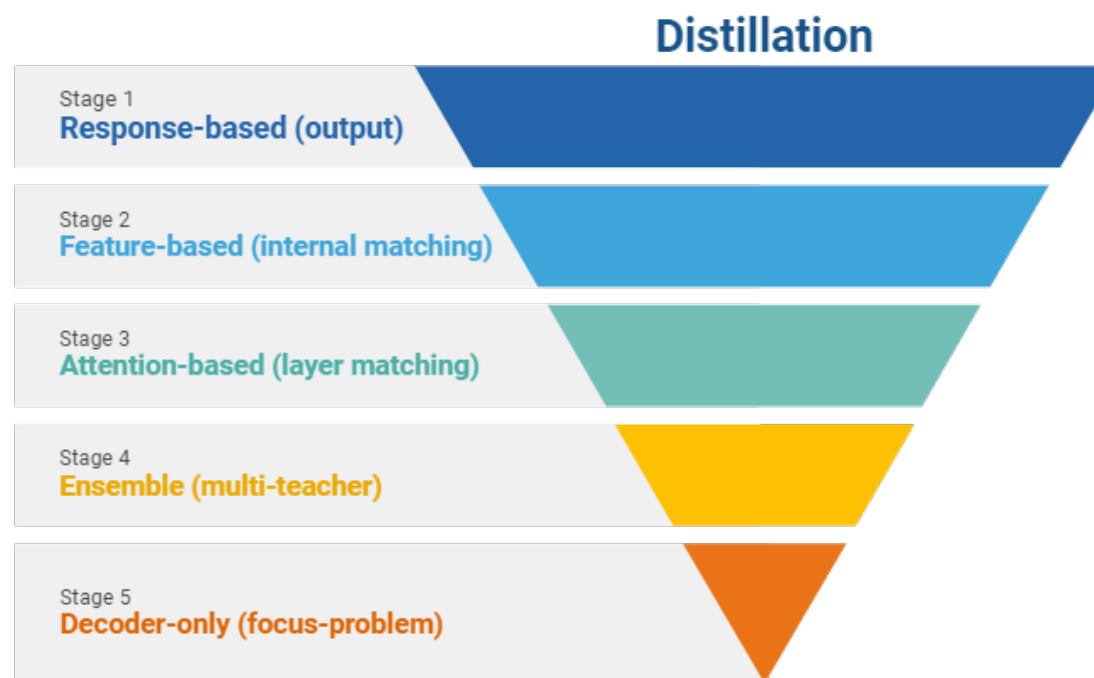 Distillation
Stage 1
Response-based (output)
Stage 2
Feature-based (internal matching)
Stage 3
Attention-based (layer matching)
Stage 4
Ensemble (multi-teacher)
Stage 5
Decoder-only (focus-problem)